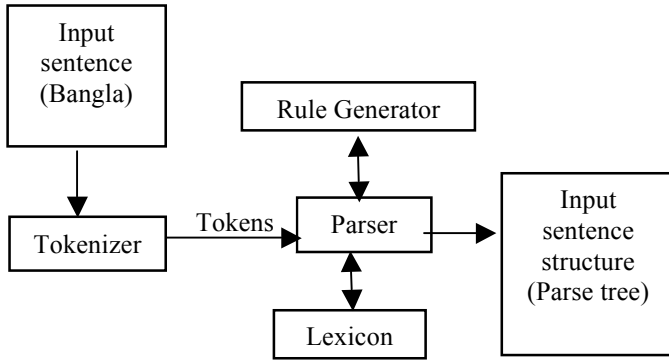 Input
sentence
(Bangla)
Rule Generator
Tokenizer
Tokens
Parser
Input
sentence
structure
(Parse tree)
Lexicon